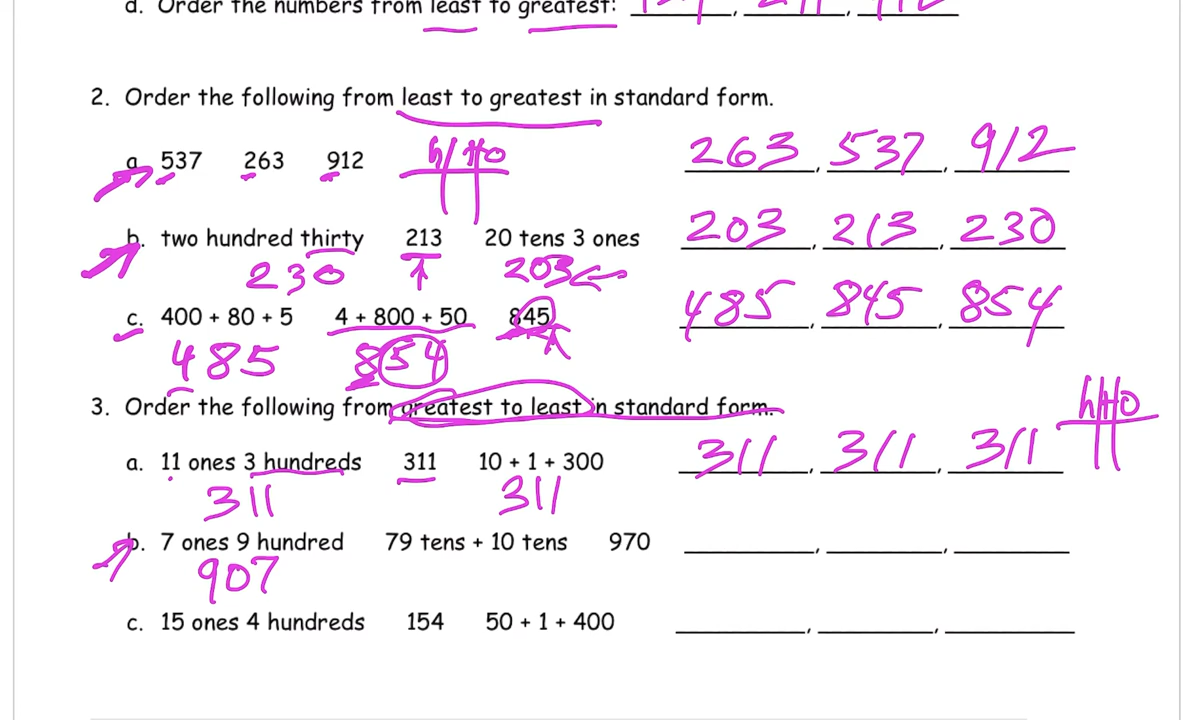 d. Order the numbers from least to greatest:
2. Order the following from least to greatest in standard form.
a. 537 263 912 h/t/o 263, 537, 912
b. two hundred thirty 213 20 tens 3 ones 203, 213, 230
230 203
c. 400 + 80 + 5 4 + 800 + 50 845 485, 845, 854
485 854
3. Order the following from greatest to least in standard form. h/t/o
a. 11 ones 3 hundreds 311 10 + 1 + 300 311, 311, 311
311 311
b. 7 ones 9 hundred 79 tens + 10 tens 970 , ,
907
c. 15 ones 4 hundreds 154 50 + 1 + 400 , ,